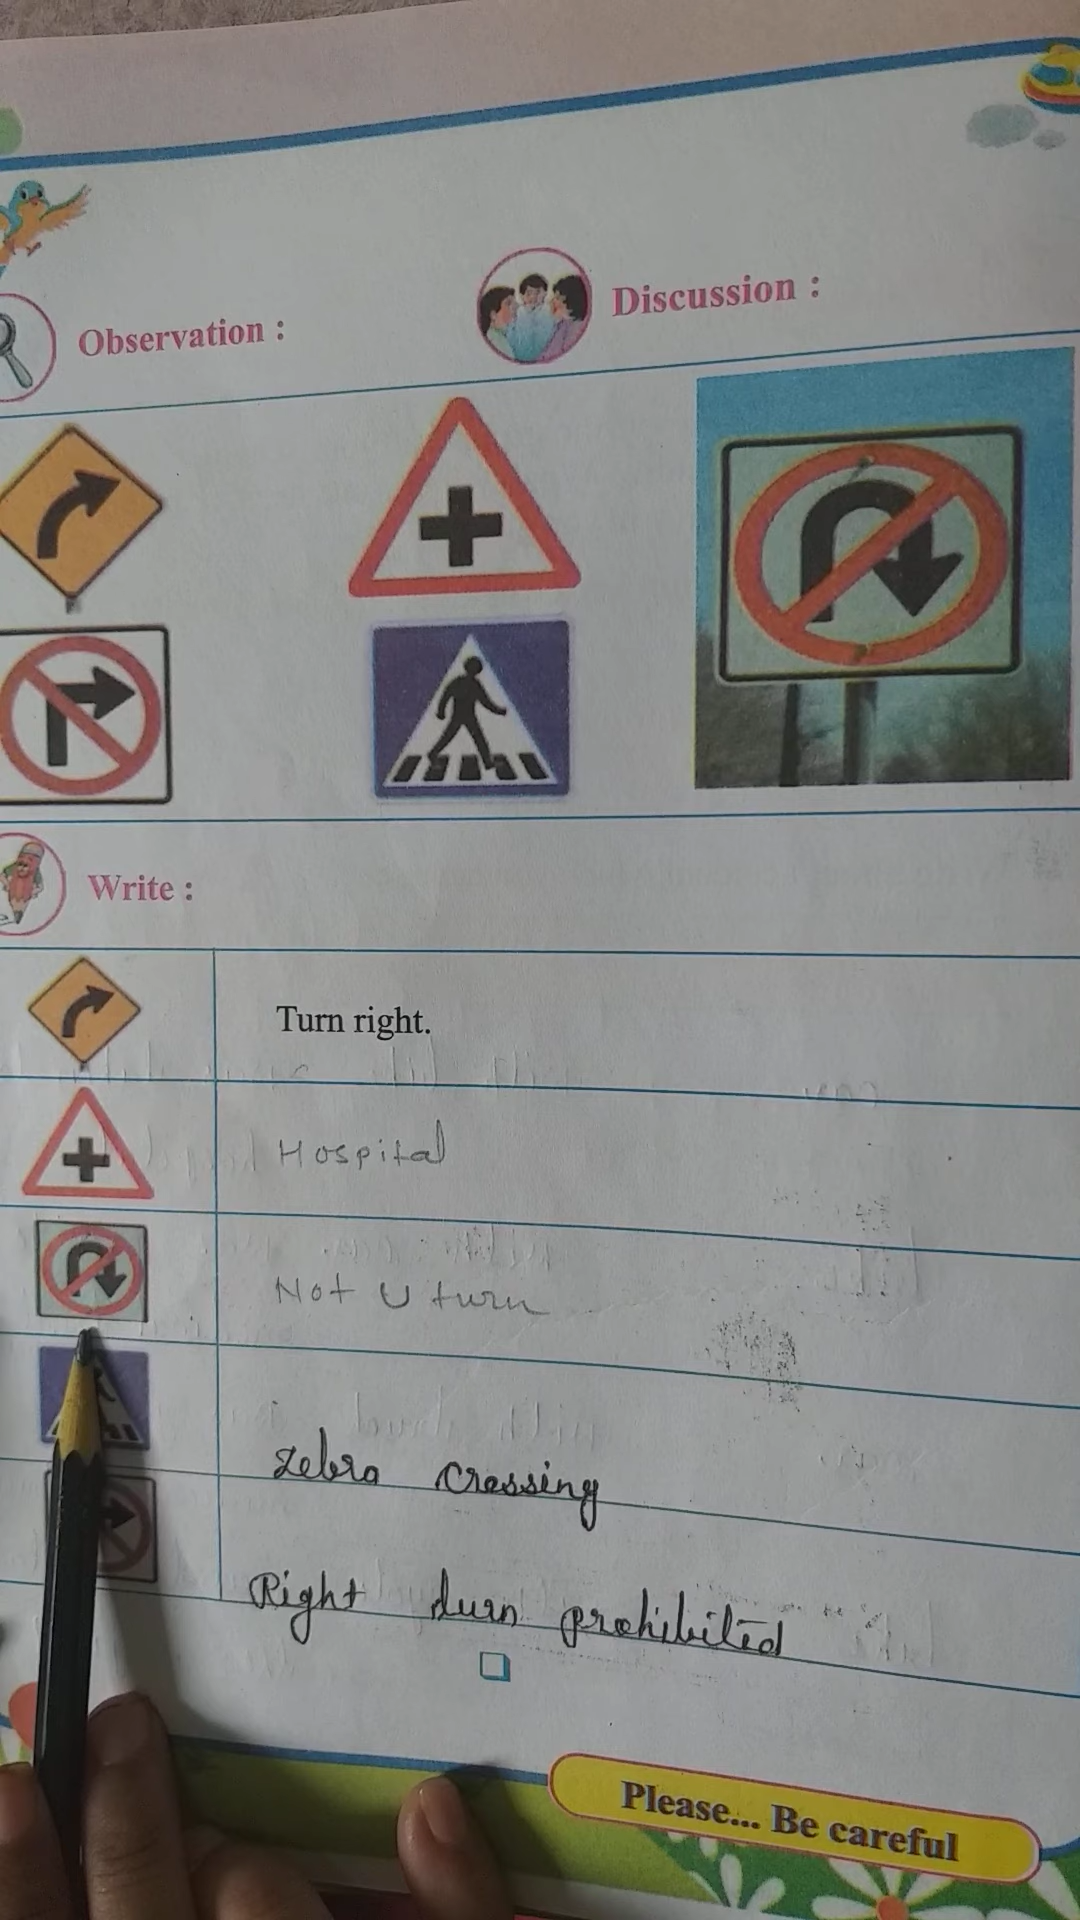 Observation :
Discussion :
Write :
Turn right.
Hospital
Not U turn
Zebra crossing
Right turn prohibited
Please... Be careful